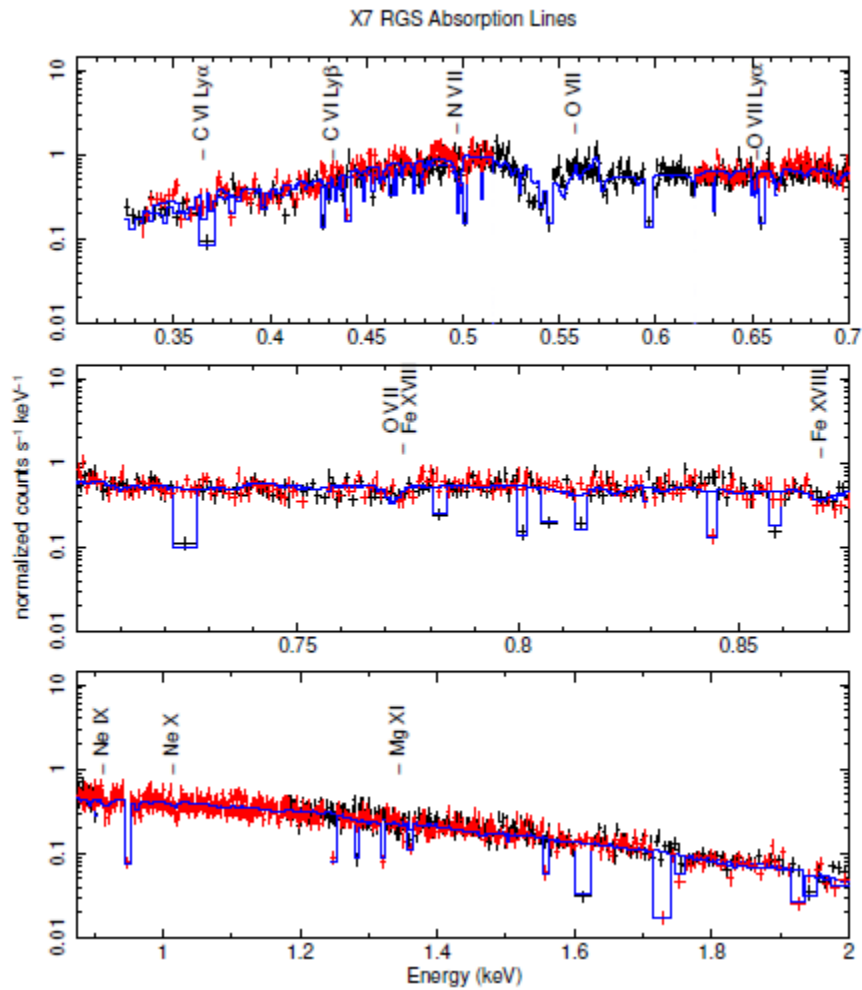 X7 RGS Absorption Lines
C VI Lyα
C VI Lyβ
N VII
O VII
O VII Lyα
10
1
0.1
0.01
0.35 0.4 0.45 0.5 0.55 0.6 0.65 0.7
O VII
Fe XVIII
Fe XVIII
10
1
0.1
0.01
0.75 0.8 0.85
normalized counts s⁻¹ keV⁻¹
Ne IX
Ne X
Mg XI
10
1
0.1
0.01
1 1.2 1.4 1.6 1.8 2
Energy (keV)